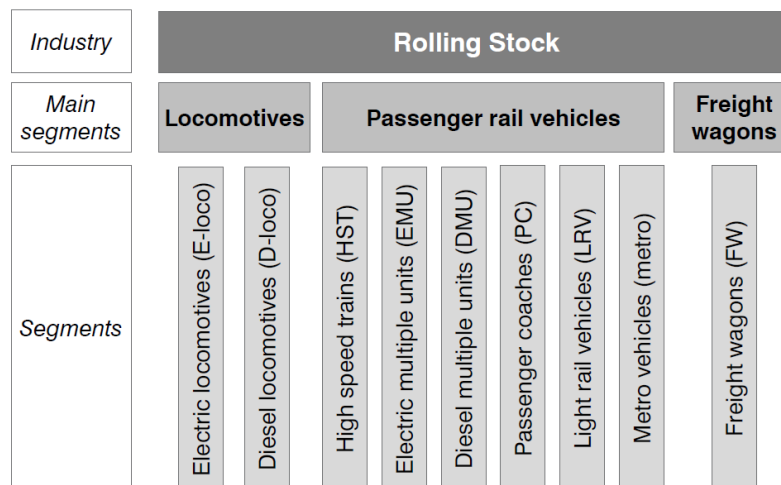 Industry
Rolling Stock
Main
segments
Locomotives
Passenger rail vehicles
Freight
wagons
Segments
Electric locomotives (E-loco)
Diesel locomotives (D-loco)
High speed trains (HST)
Electric multiple units (EMU)
Diesel multiple units (DMU)
Passenger coaches (PC)
Light rail vehicles (LRV)
Metro vehicles (metro)
Freight wagons (FW)